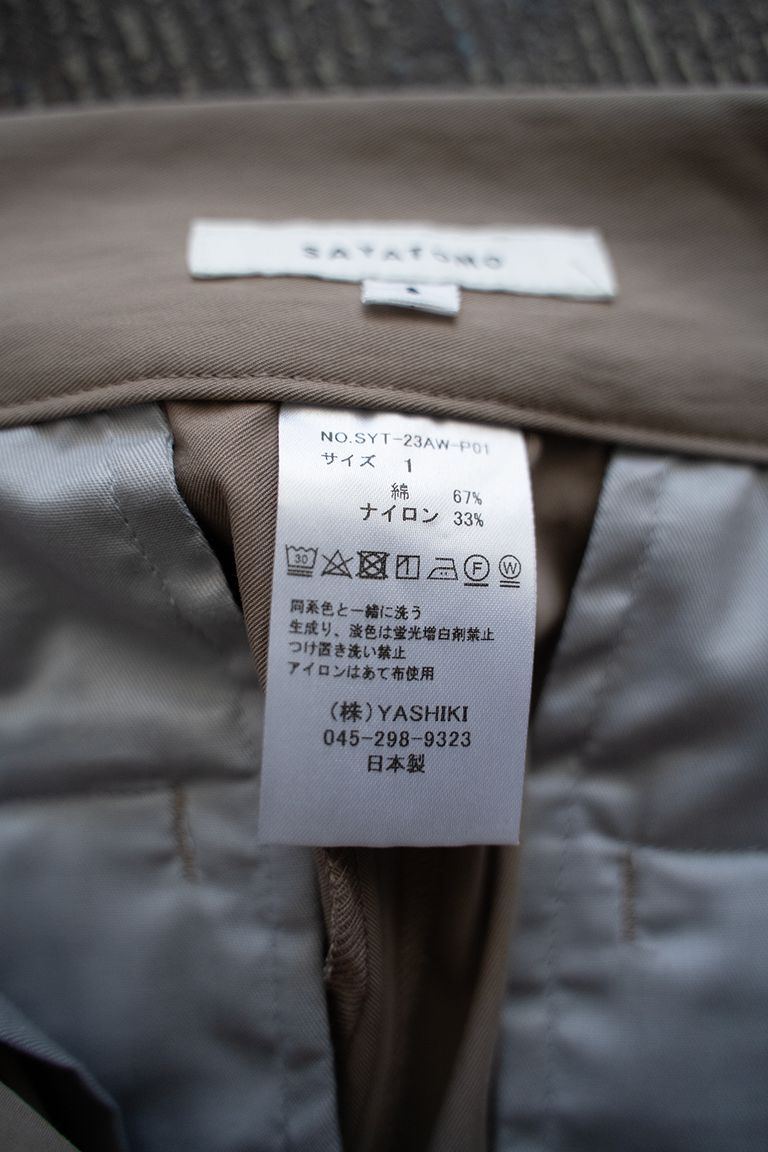 SAYATOMO
NO.SYT-23AW-P01
サイズ 1
綿 67%
ナイロン 33%
30
F W
同系色と一緒に洗う
生成り、淡色は蛍光増白剤禁止
つけ置き洗い禁止
アイロンはあて布使用
(株)YASHIKI
045-298-9323
日本製